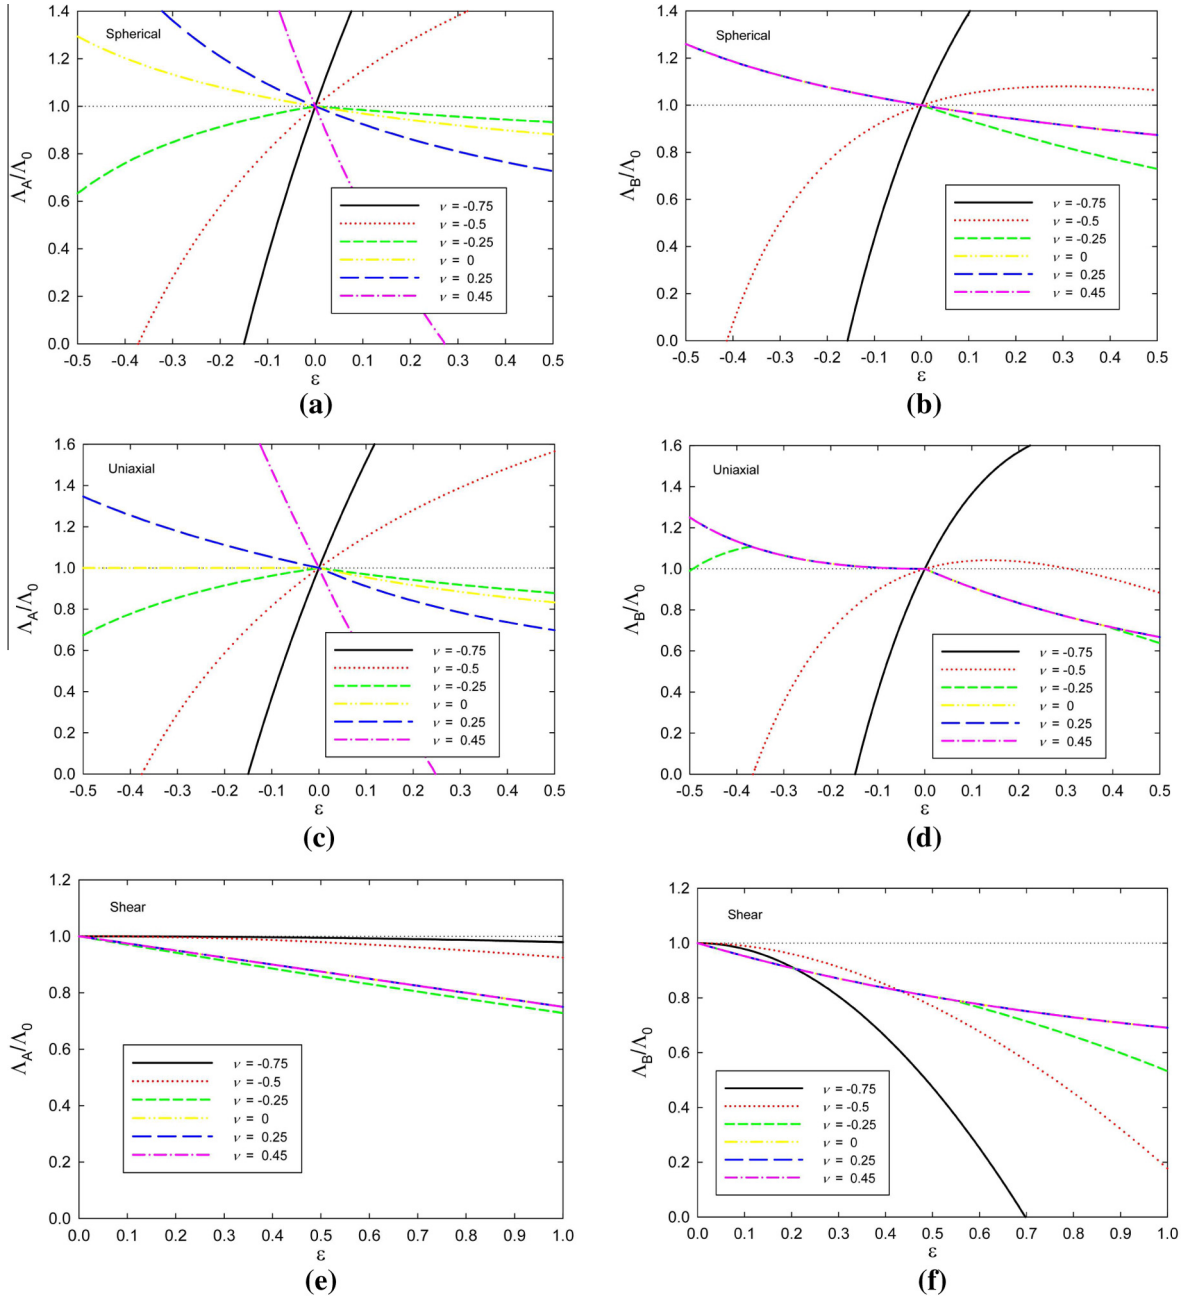 Spherical
1.4
1.2
1.0
0.8
0.6
0.4
0.2
0.0
Λ_A/Λ_0
ν = -0.75
ν = -0.5
ν = -0.25
ν = 0
ν = 0.25
ν = 0.45
-0.5 -0.4 -0.3 -0.2 -0.1 0.0 0.1 0.2 0.3 0.4 0.5
ε
(a)
Spherical
1.4
1.2
1.0
0.8
0.6
0.4
0.2
0.0
Λ_B/Λ_0
ν = -0.75
ν = -0.5
ν = -0.25
ν = 0
ν = 0.25
ν = 0.45
-0.5 -0.4 -0.3 -0.2 -0.1 0.0 0.1 0.2 0.3 0.4 0.5
ε
(b)
Uniaxial
1.6
1.4
1.2
1.0
0.8
0.6
0.4
0.2
0.0
Λ_A/Λ_0
ν = -0.75
ν = -0.5
ν = -0.25
ν = 0
ν = 0.25
ν = 0.45
-0.5 -0.4 -0.3 -0.2 -0.1 0.0 0.1 0.2 0.3 0.4 0.5
ε
(c)
Uniaxial
1.6
1.4
1.2
1.0
0.8
0.6
0.4
0.2
0.0
Λ_B/Λ_0
ν = -0.75
ν = -0.5
ν = -0.25
ν = 0
ν = 0.25
ν = 0.45
-0.5 -0.4 -0.3 -0.2 -0.1 0.0 0.1 0.2 0.3 0.4 0.5
ε
(d)
Shear
1.2
1.0
0.8
0.6
0.4
0.2
0.0
Λ_A/Λ_0
ν = -0.75
ν = -0.5
ν = -0.25
ν = 0
ν = 0.25
ν = 0.45
0.0 0.1 0.2 0.3 0.4 0.5 0.6 0.7 0.8 0.9 1.0
ε
(e)
Shear
1.2
1.0
0.8
0.6
0.4
0.2
0.0
Λ_B/Λ_0
ν = -0.75
ν = -0.5
ν = -0.25
ν = 0
ν = 0.25
ν = 0.45
0.0 0.1 0.2 0.3 0.4 0.5 0.6 0.7 0.8 0.9 1.0
ε
(f)